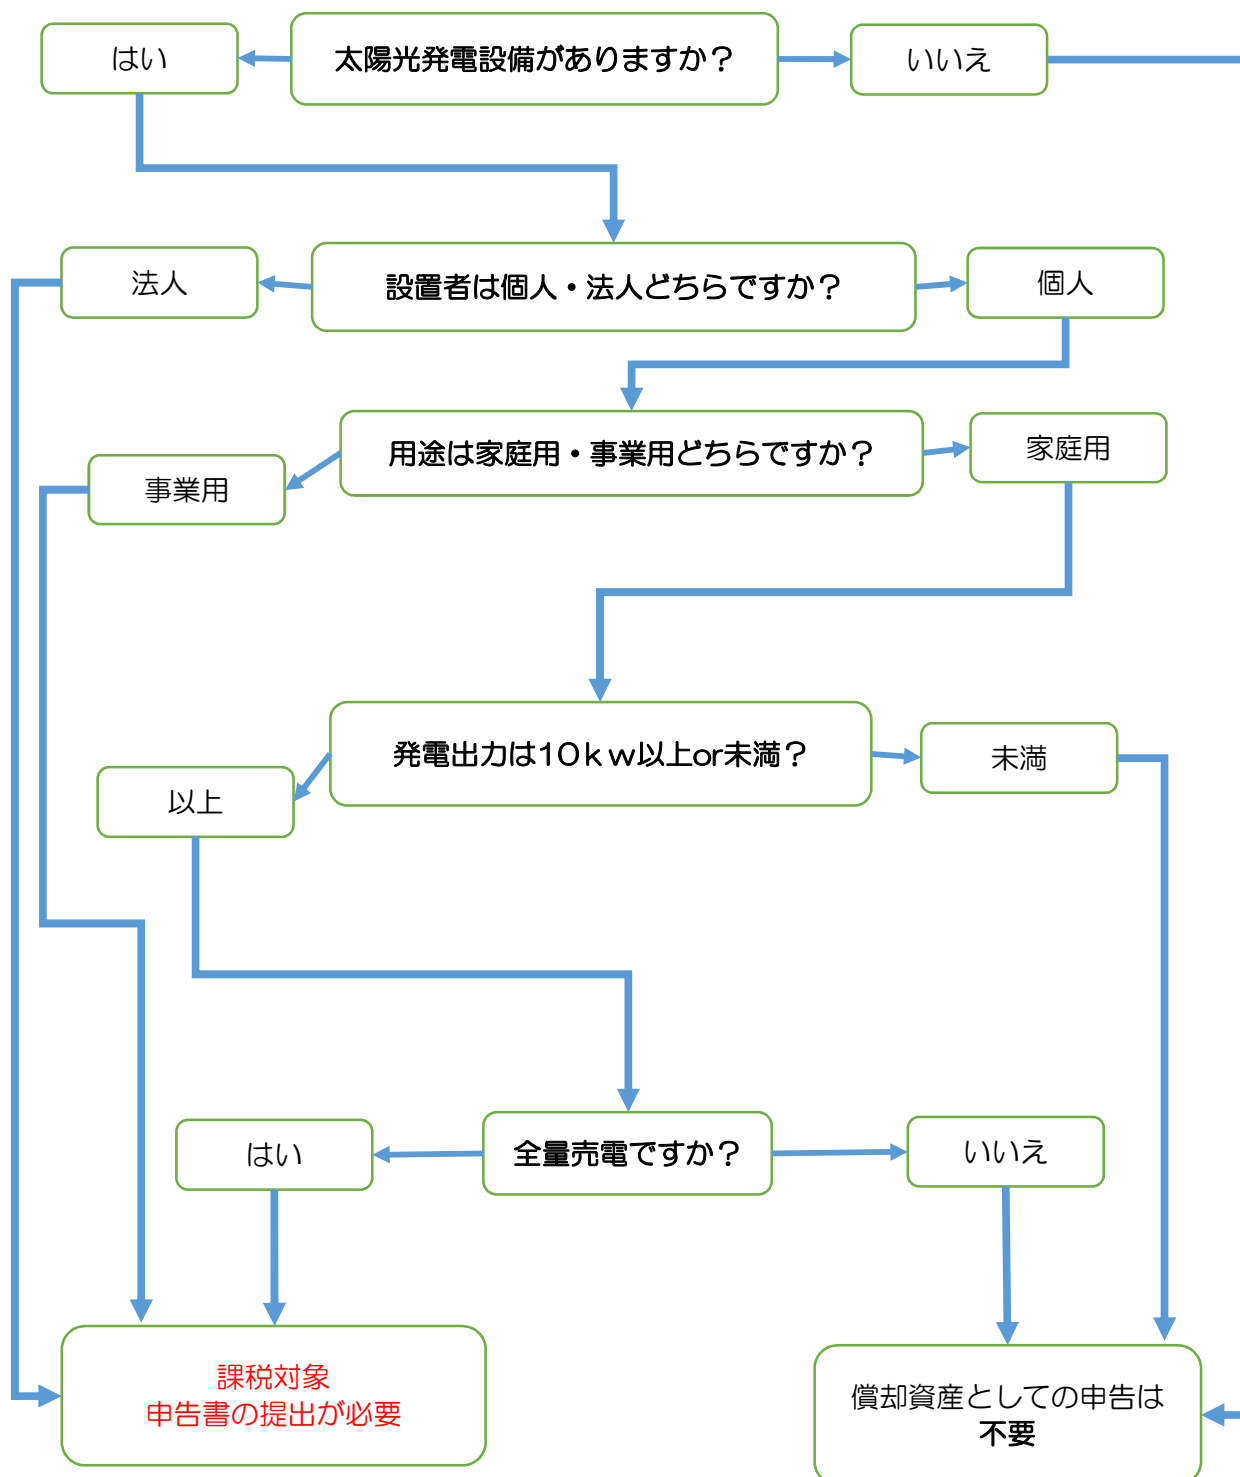 太陽光発電設備がありますか？
はい
いいえ
設置者は個人・法人どちらですか？
法人
個人
用途は家庭用・事業用どちらですか？
家庭用
事業用
発電出力は10ｋｗ以上or未満？
未満
以上
全量売電ですか？
はい
いいえ
課税対象
申告書の提出が必要
償却資産としての申告は
不要